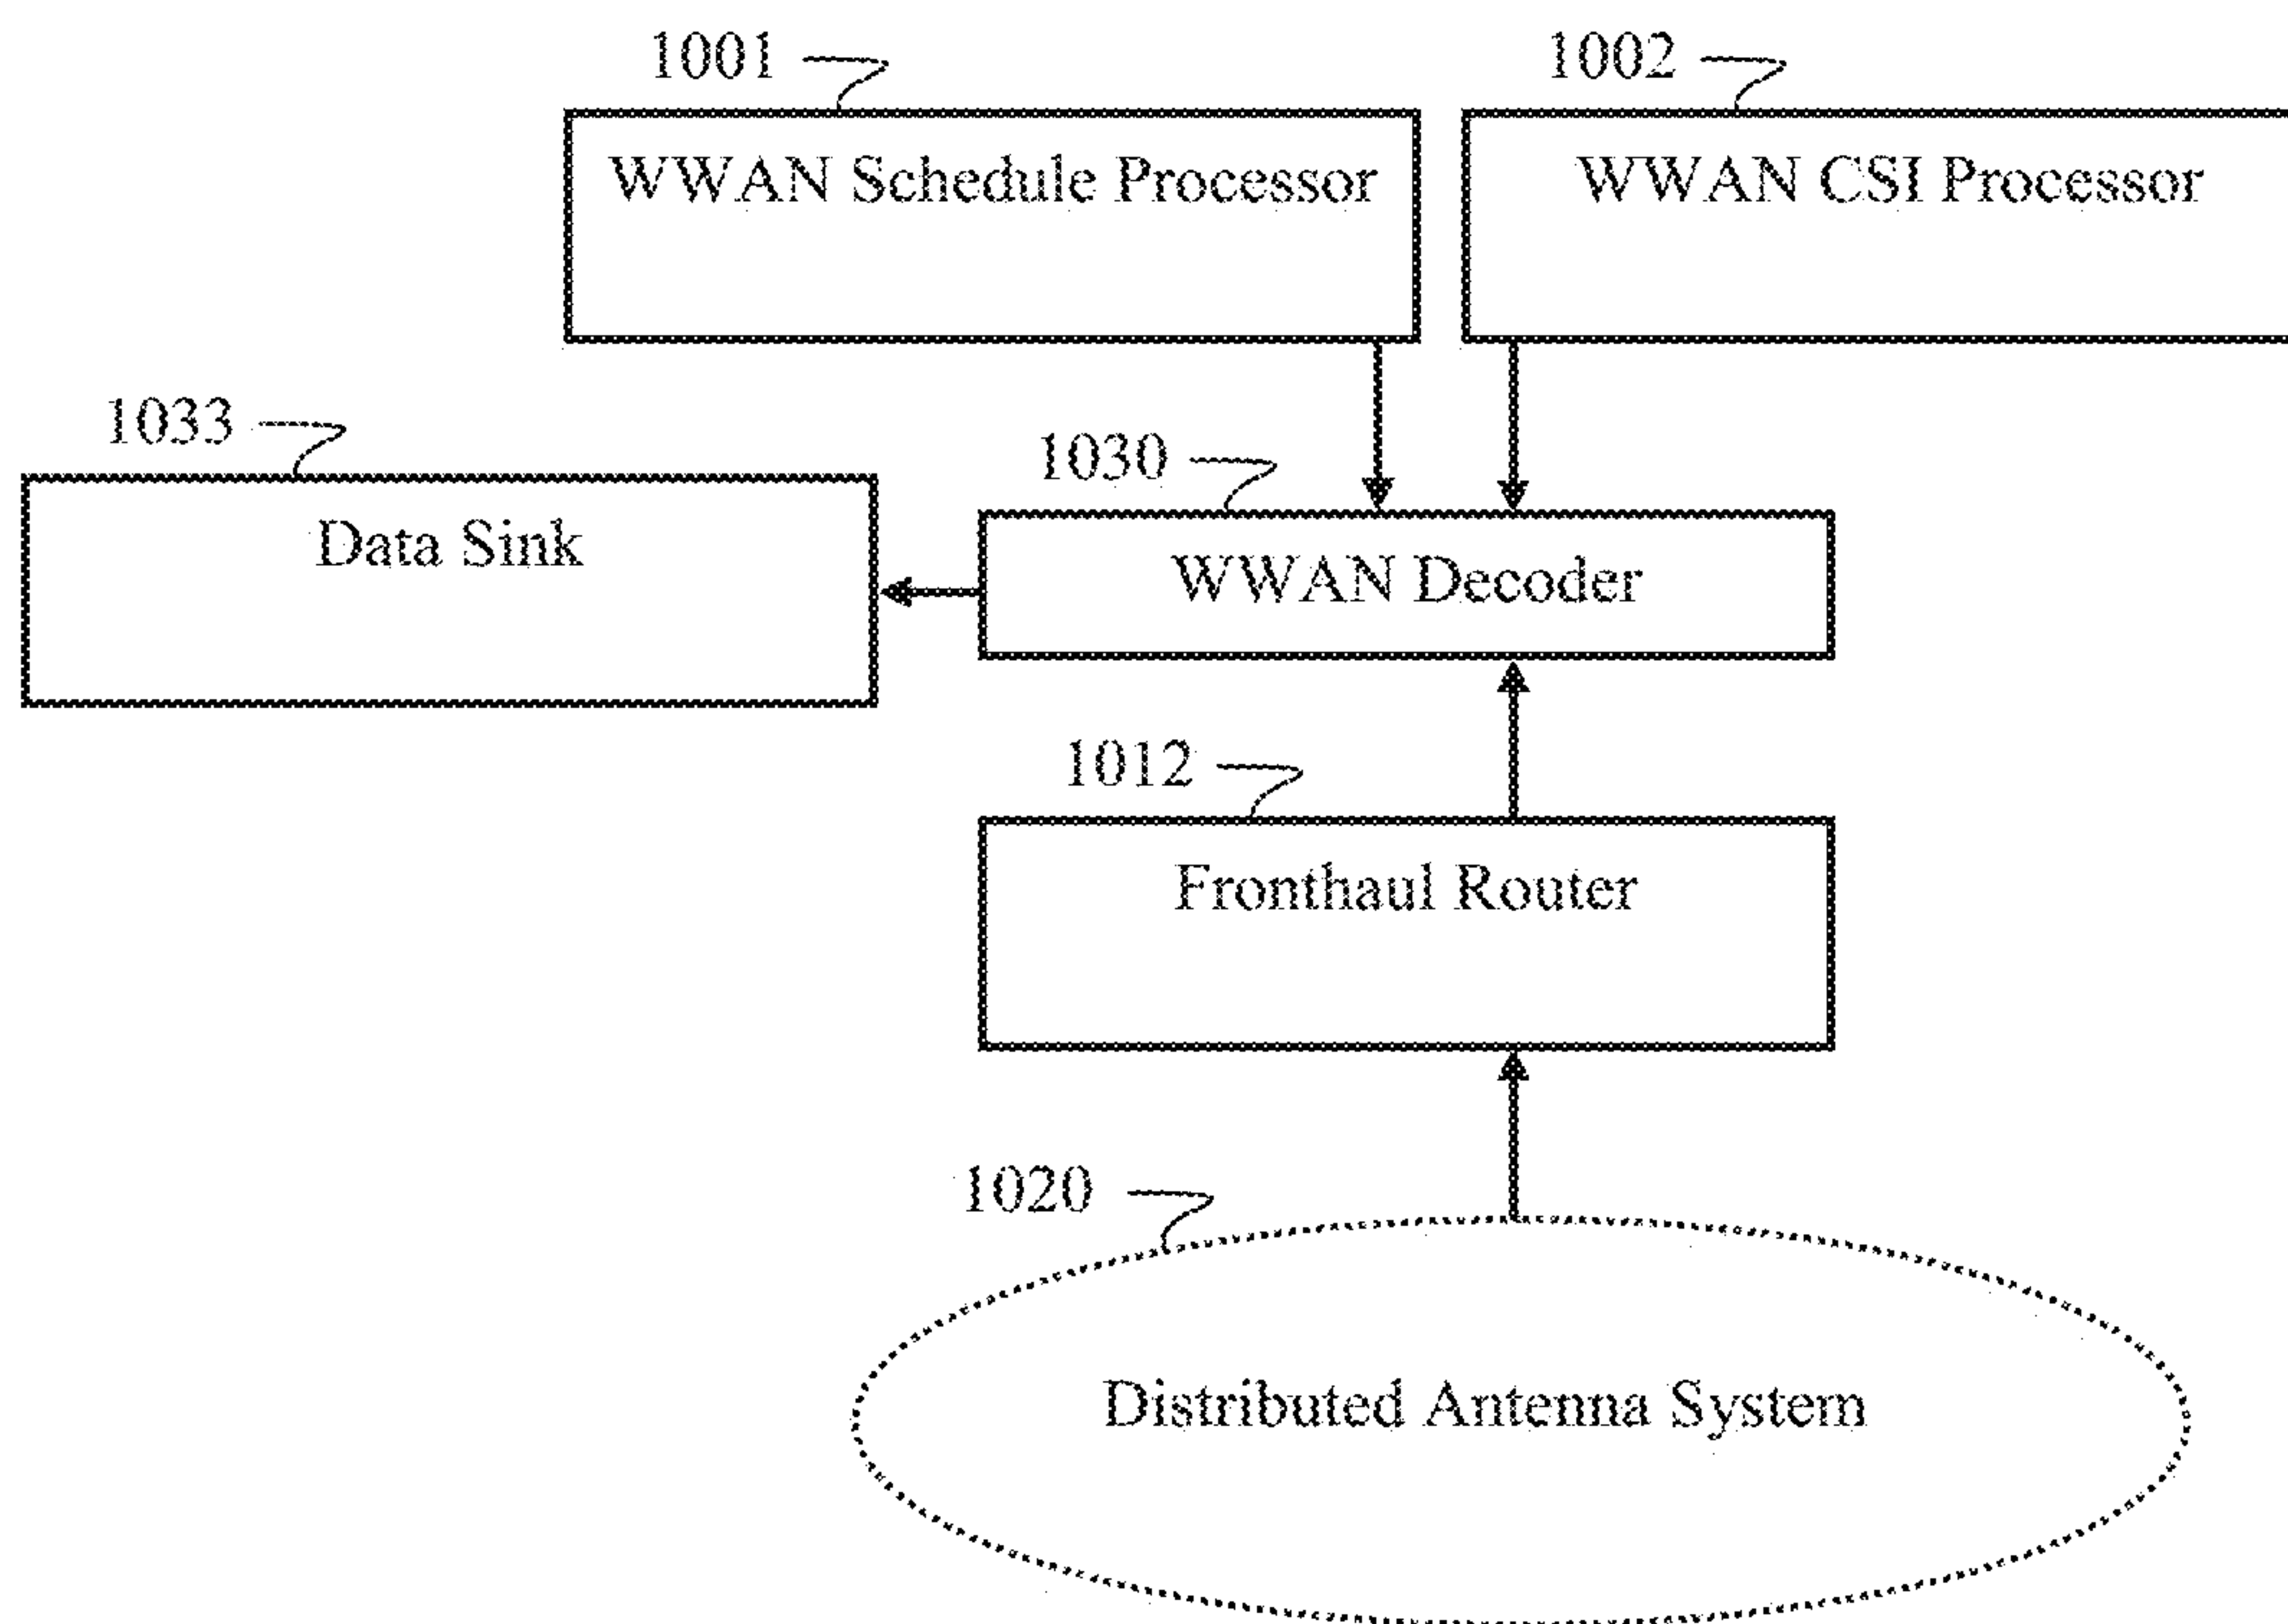 1001
1002
WWAN Schedule Processor
WWAN CSI Processor
1033
1030
Data Sink
WWAN Decoder
1012
Fronthaul Router
1020
Distributed Antenna System